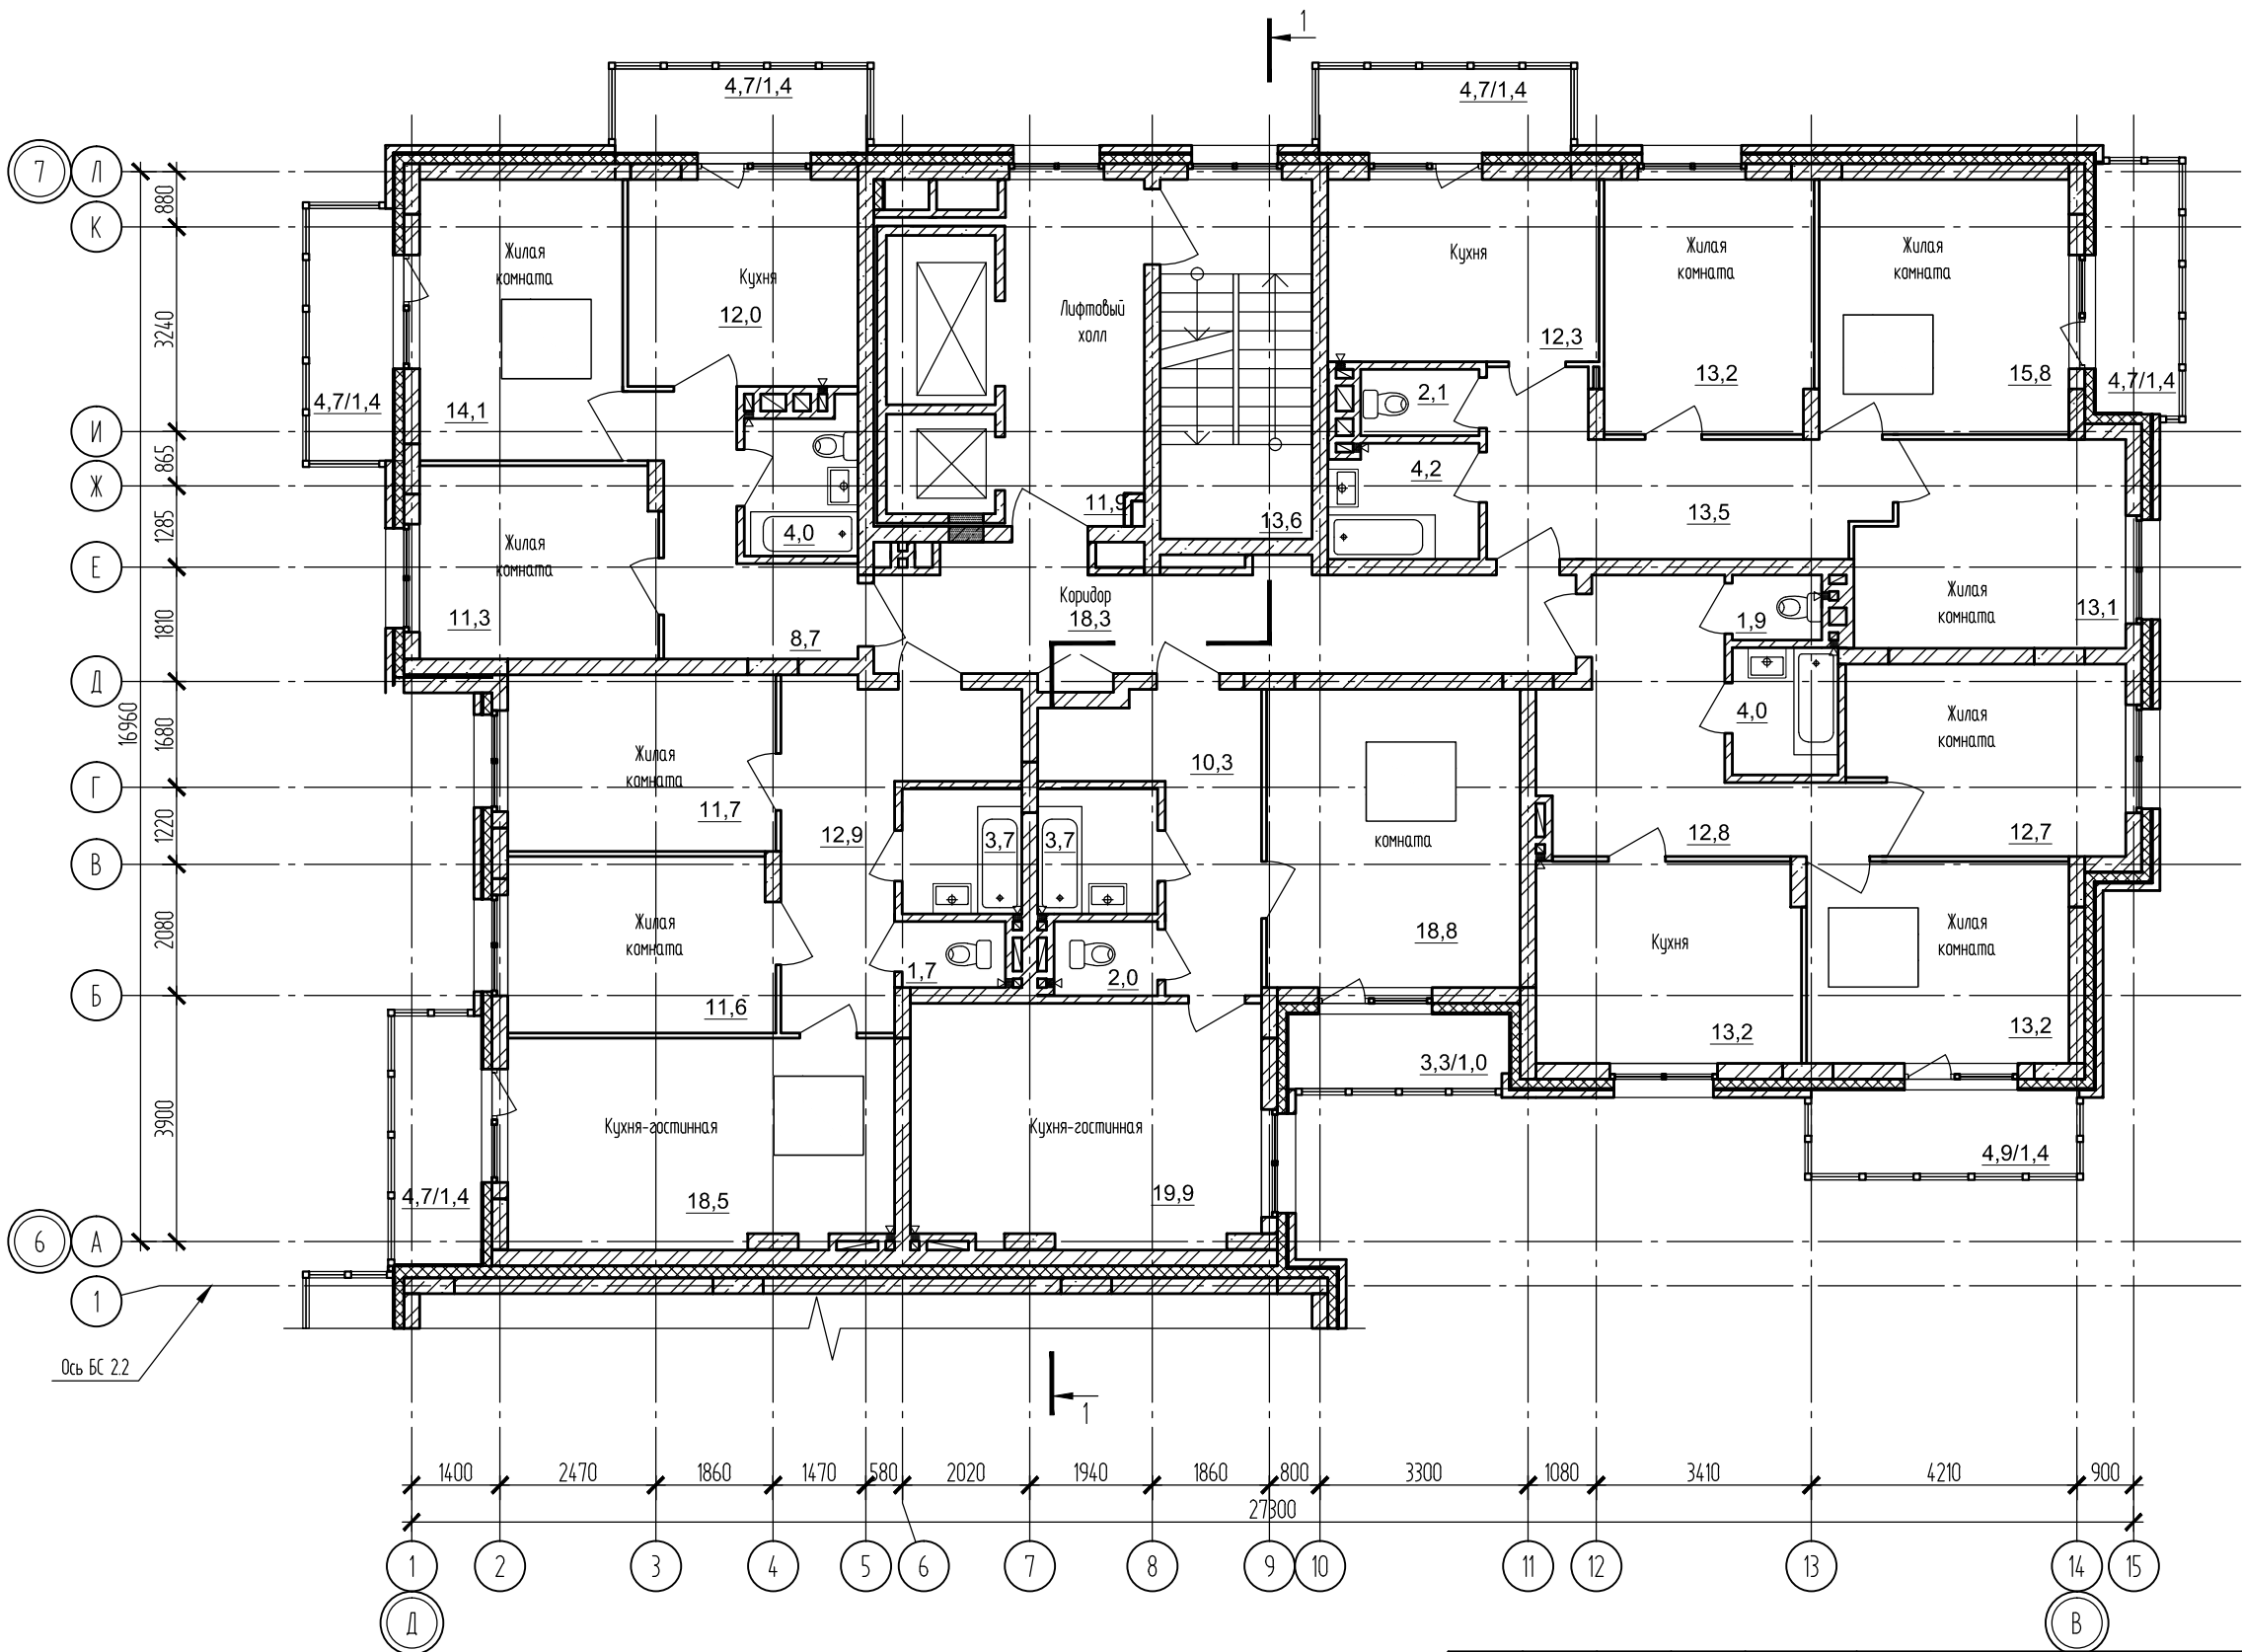 1
4,7/1,4
4,7/1,4
7
Л
880
К
Жилая
комната
Кухня
12,0
Лифтовый
холл
Кухня
12,3
Жилая
комната
13,2
Жилая
комната
15,8
3240
4,7/1,4
14,1
2,1
4,7/1,4
И
865
Ж
4,2
11,9
13,6
13,5
1285
Жилая
комната
4,0
Е
11,3
8,7
Коридор
18,3
1,9
Жилая
комната
13,1
1810
Д
16960
1680
Жилая
комната
11,7
10,3
4,0
Жилая
комната
12,7
Г
1220
12,9
3,7
3,7
комната
12,8
В
2080
Жилая
комната
11,6
1,7
2,0
18,8
Кухня
13,2
Жилая
комната
13,2
Б
3900
3,3/1,0
Кухня-гостинная
18,5
Кухня-гостинная
19,9
4,9/1,4
4,7/1,4
6
А
1
Ось БС 2.2
1
1400
2470
1860
1470
580
2020
1940
1860
800
3300
1080
3410
4210
900
27300
1
2
3
4
5
6
7
8
9
10
11
12
13
14
15
Д
В